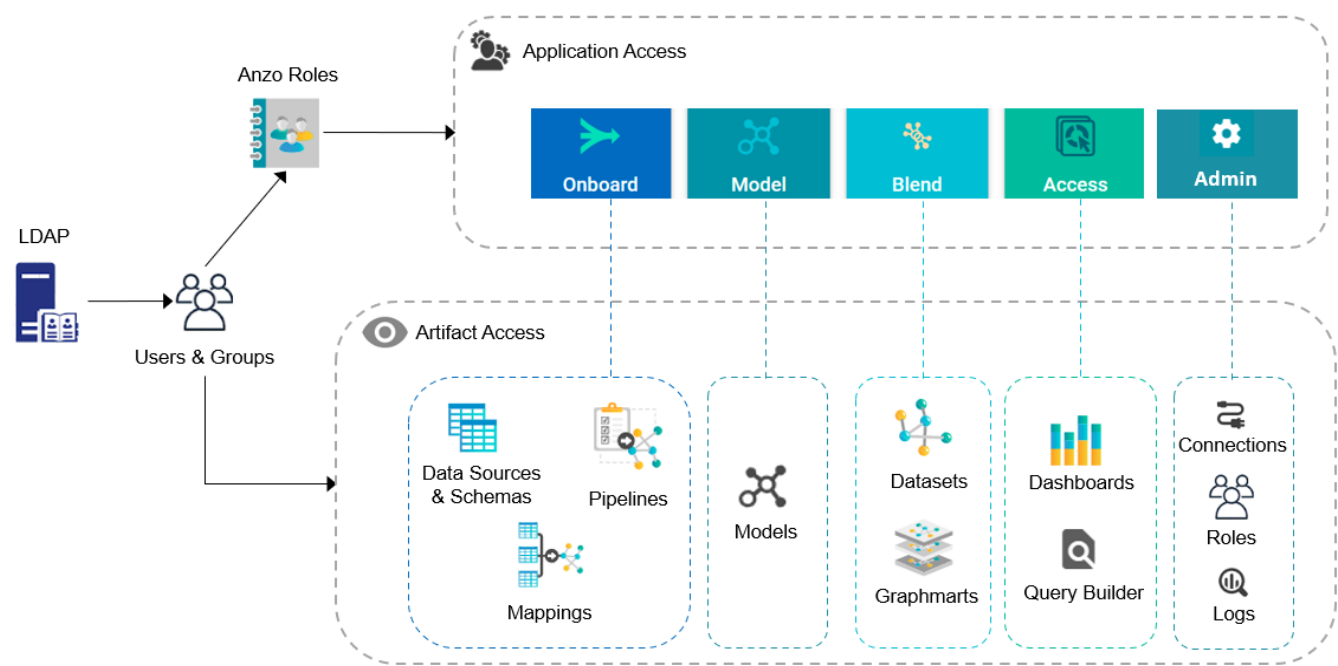 Application Access
Anzo Roles
Onboard
Model
Blend
Access
Admin
LDAP
Users & Groups
Artifact Access
Data Sources
& Schemas
Pipelines
Mappings
Models
Datasets
Graphmarts
Dashboards
Query Builder
Connections
Roles
Logs